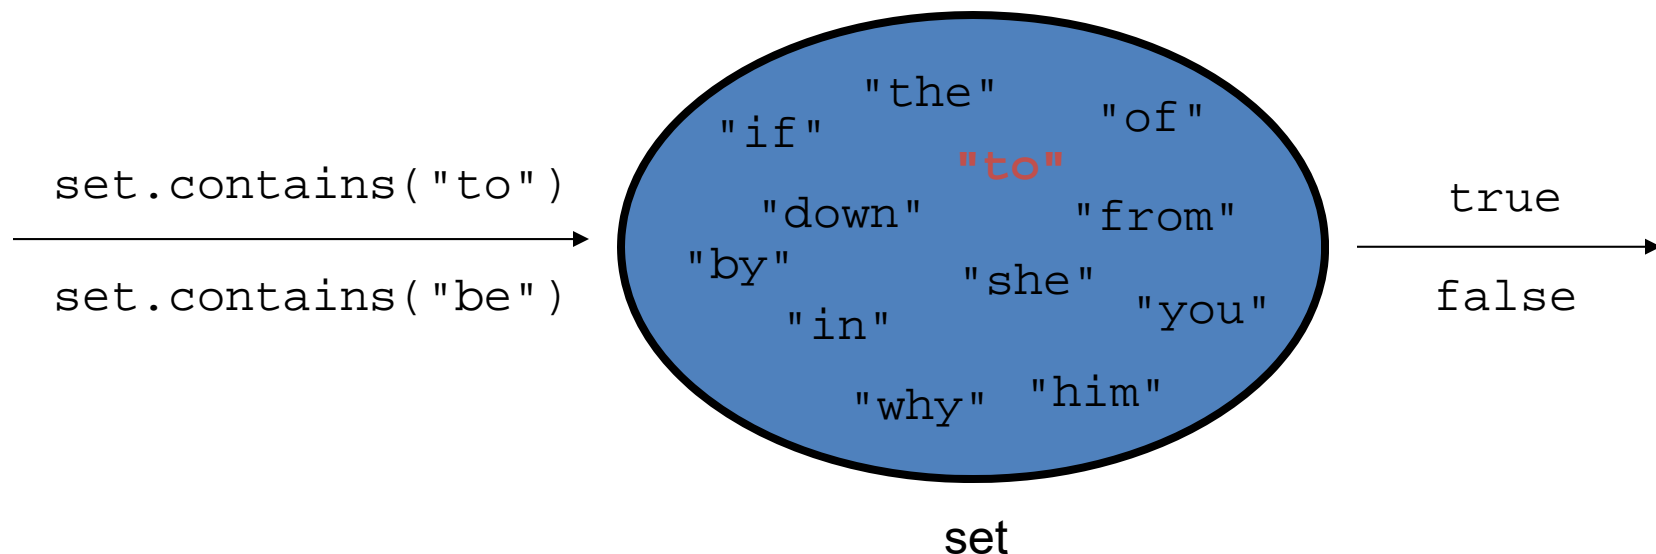 set.contains("to")
set.contains("be")
"the"
"of"
"if"
"to"
"down"
"from"
"by"
"she"
"you"
"in"
"why"
"him"
true
false
set